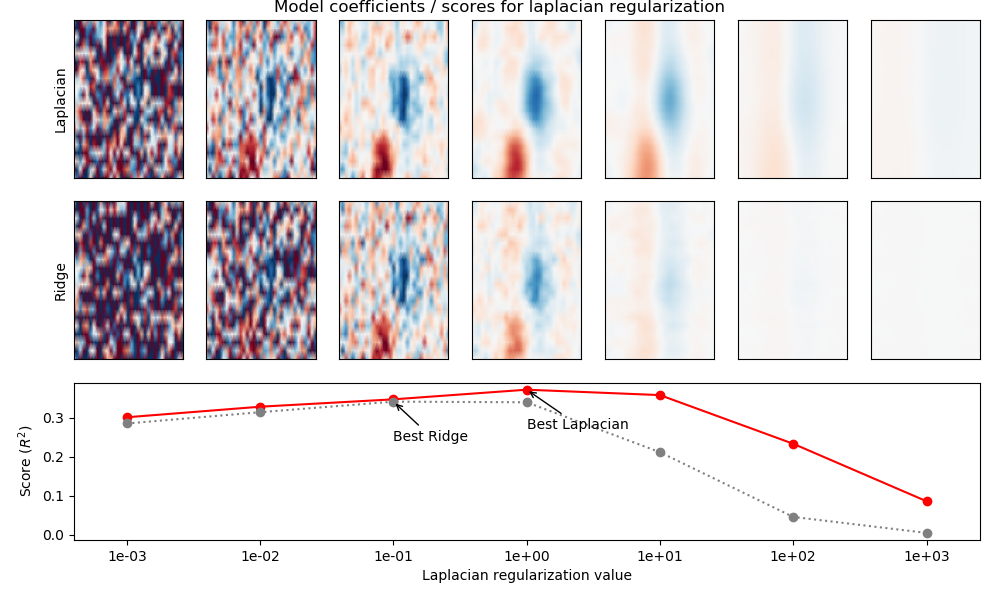 Model coefficients / scores for laplacian regularization
Laplacian
Ridge
Score (R²)
0.3
0.2
0.1
0.0
Best Ridge
Best Laplacian
1e-03 1e-02 1e-01 1e+00 1e+01 1e+02 1e+03
Laplacian regularization value